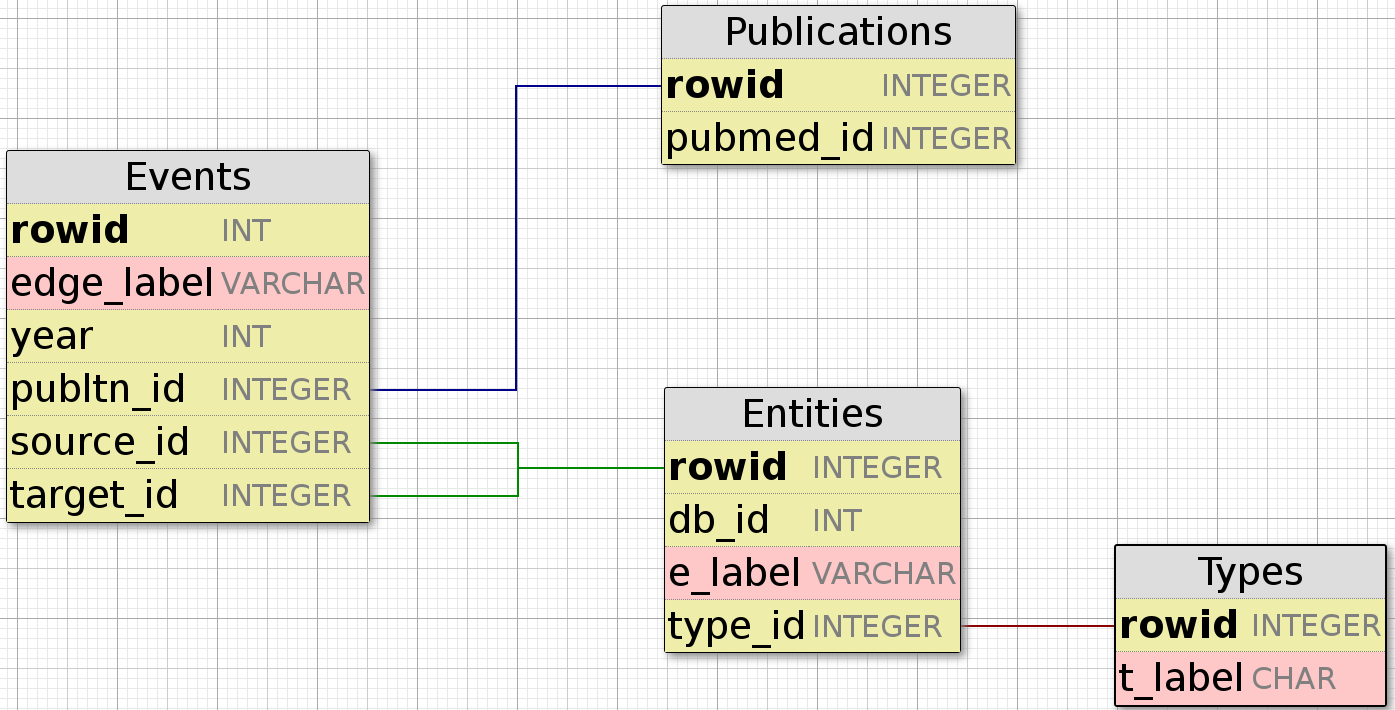 Publications
rowid INTEGER
pubmed_id INTEGER
Events
rowid INT
edge_label VARCHAR
year INT
publtn_id INTEGER
source_id INTEGER
target_id INTEGER
Entities
rowid INTEGER
db_id INT
e_label VARCHAR
type_id INTEGER
Types
rowid INTEGER
t_label CHAR